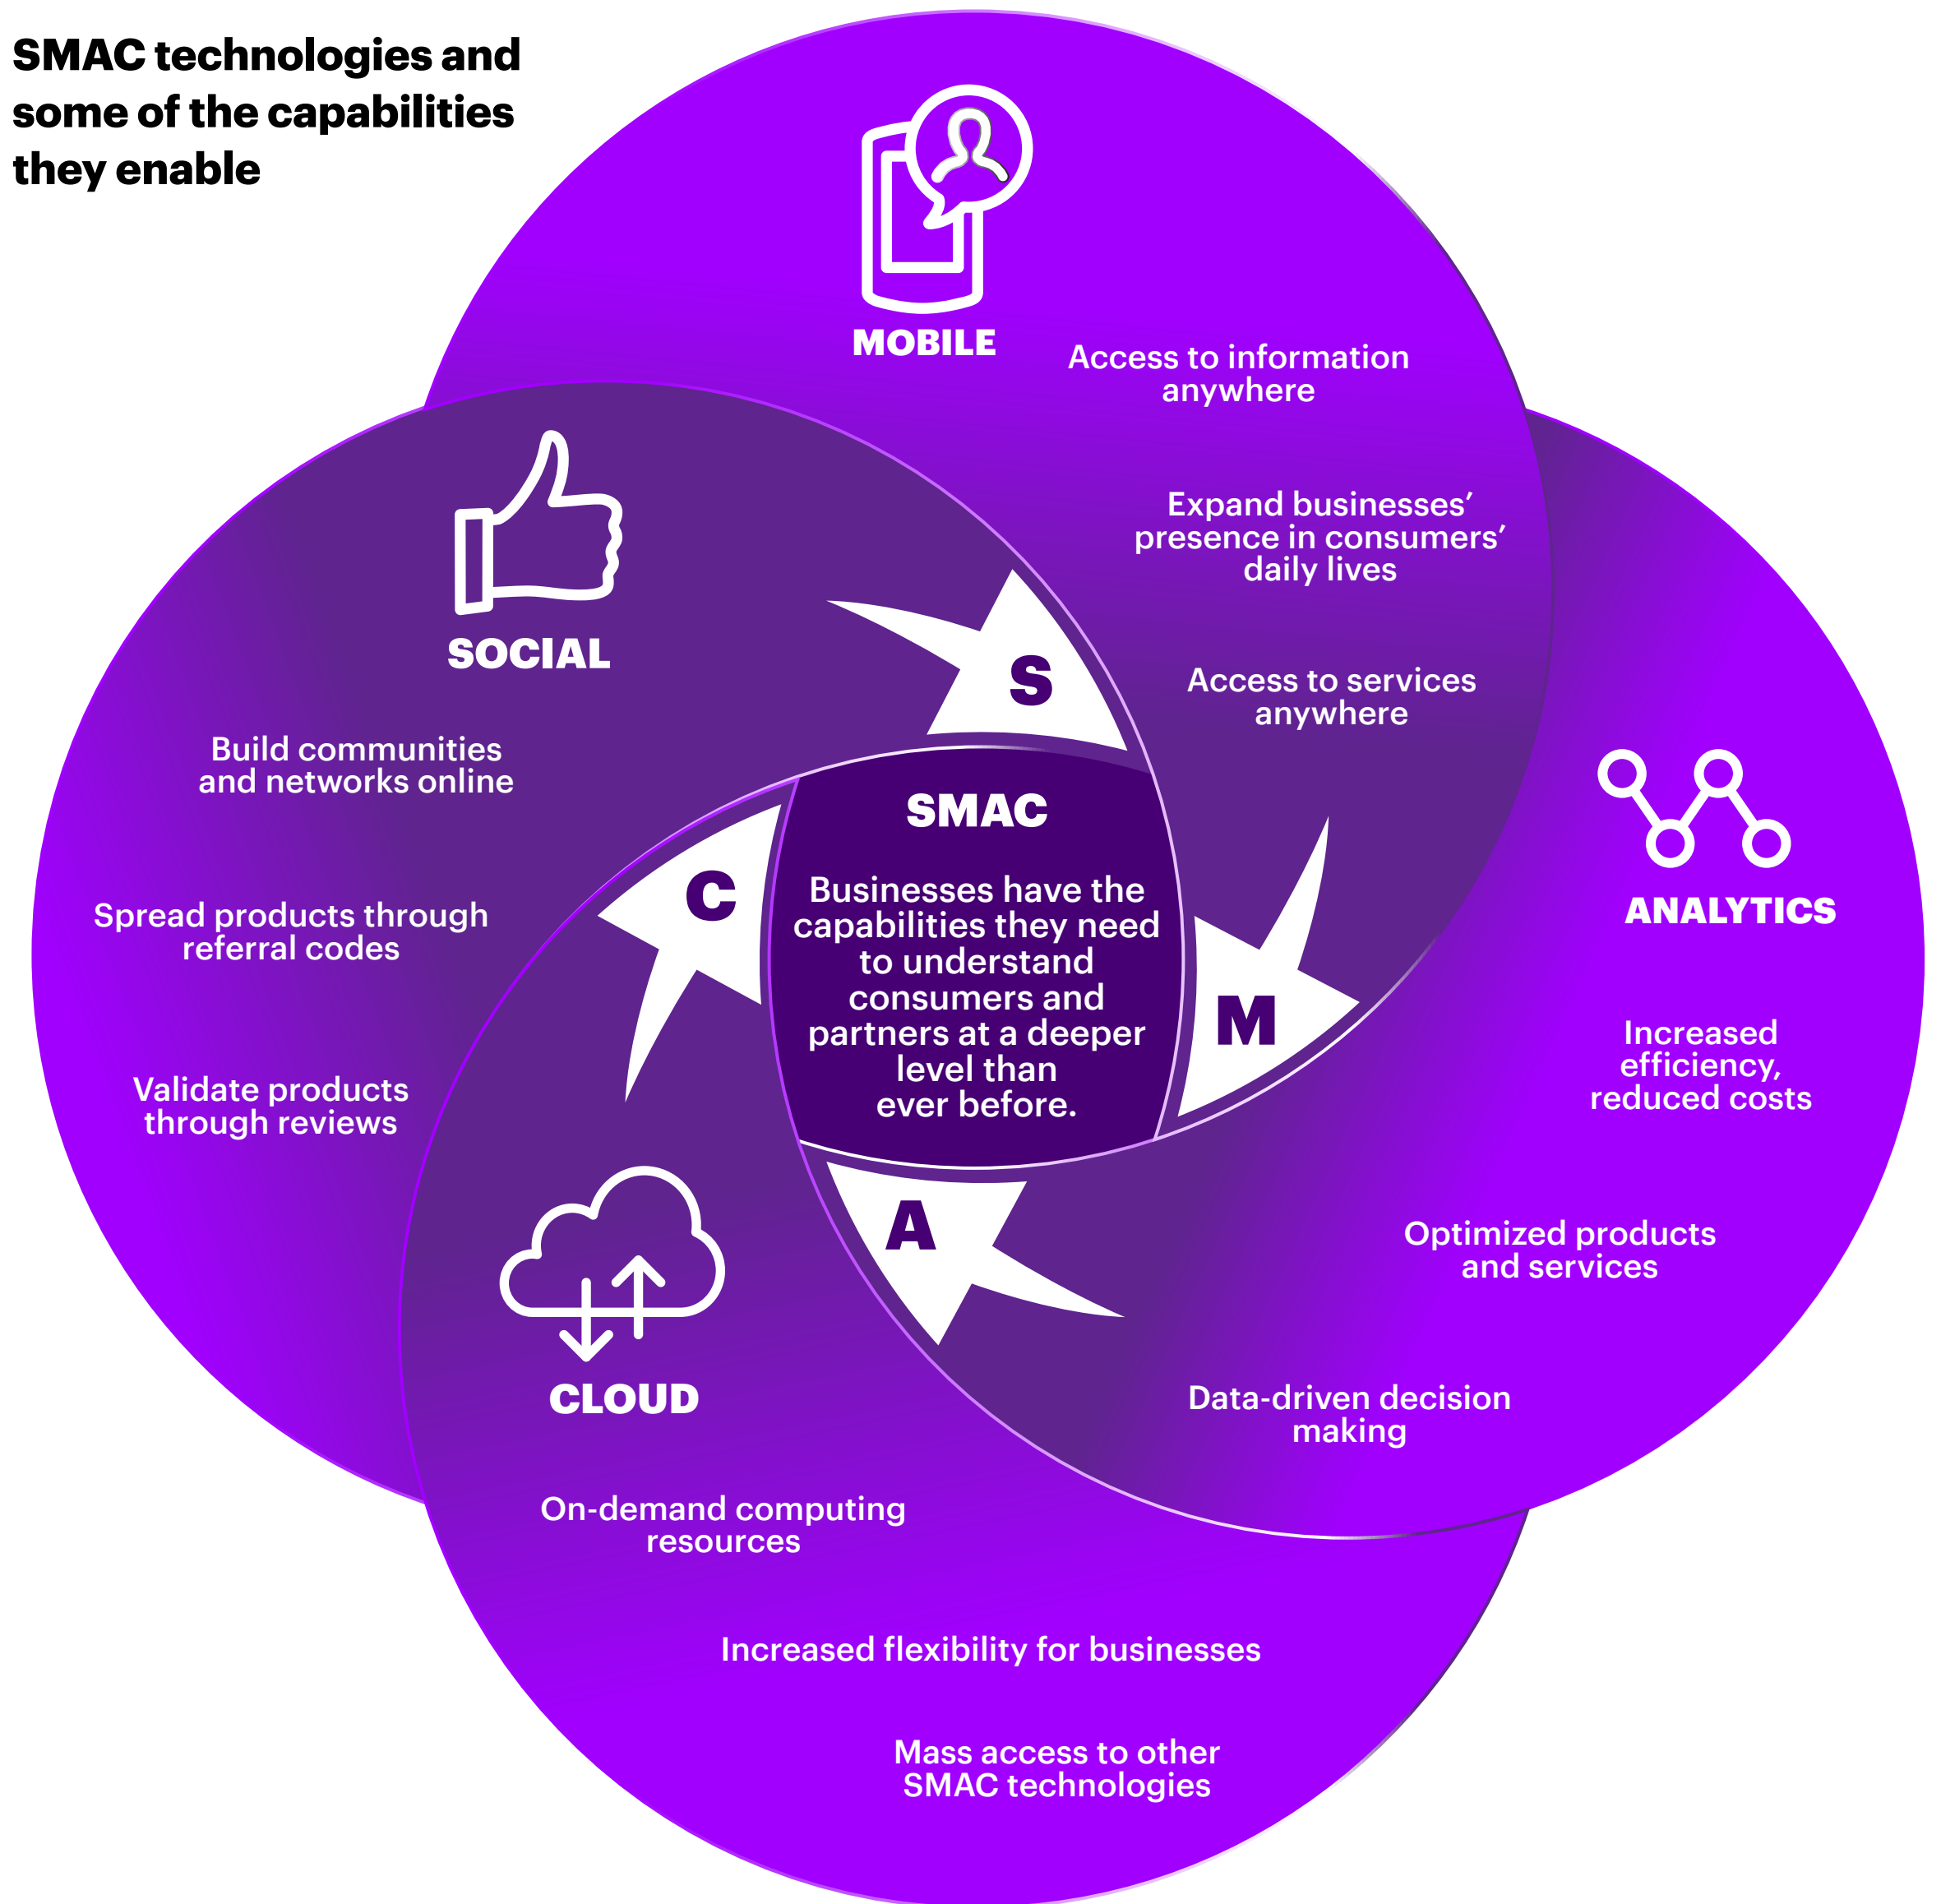 SMAC technologies and
some of the capabilities
they enable
MOBILE
Access to information
anywhere
Expand businesses’
presence in consumers’
daily lives
Access to services
anywhere
SOCIAL
Build communities
and networks online
Spread products through
referral codes
Validate products
through reviews
S
M
A
C
SMAC
Businesses have the
capabilities they need
to understand
consumers and
partners at a deeper
level than
ever before.
ANALYTICS
Increased
efficiency,
reduced costs
Optimized products
and services
Data-driven decision
making
CLOUD
On-demand computing
resources
Increased flexibility for businesses
Mass access to other
SMAC technologies